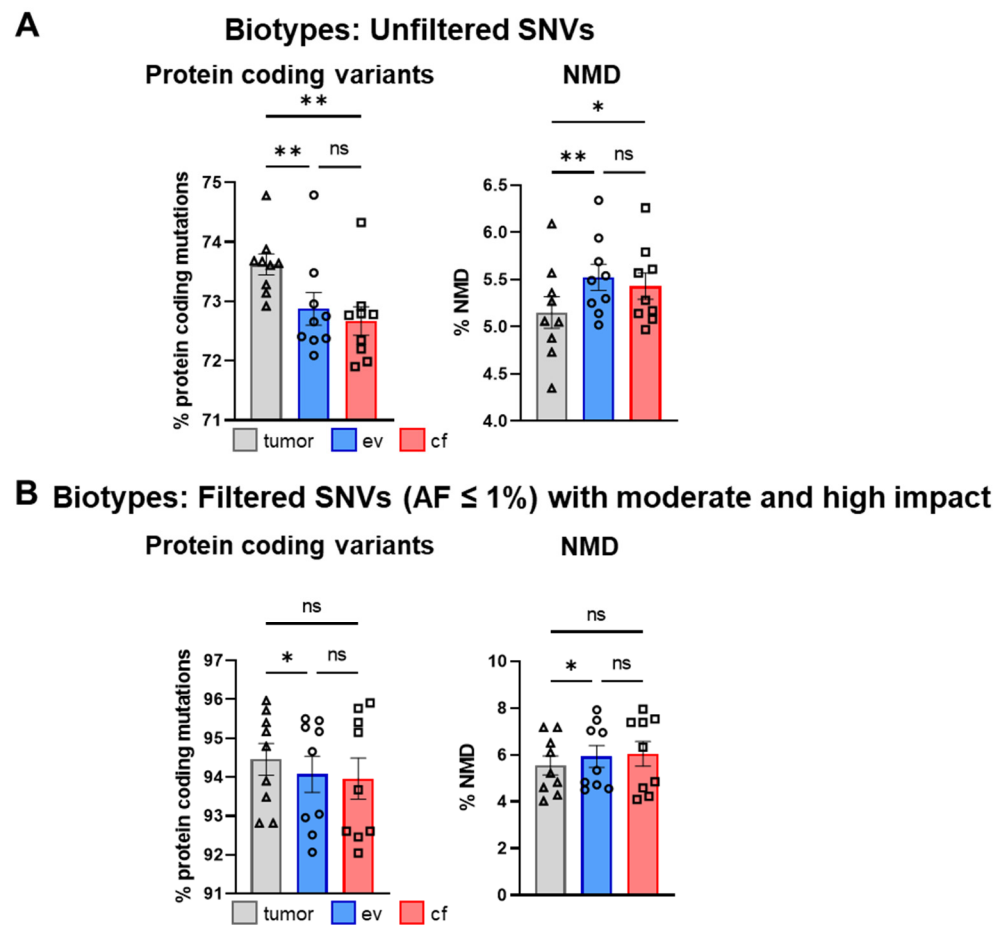 A
Biotypes: Unfiltered SNVs
Protein coding variants
NMD
**
** ns
% protein coding mutations
75
74
73
72
71
*
** ns
% NMD
6.5
6.0
5.5
5.0
4.5
4.0
tumor ev cf
B Biotypes: Filtered SNVs (AF ≤ 1%) with moderate and high impact
Protein coding variants
NMD
ns
* ns
% protein coding mutations
97
96
95
94
93
92
91
ns
* ns
% NMD
10
8
6
4
2
0
tumor ev cf